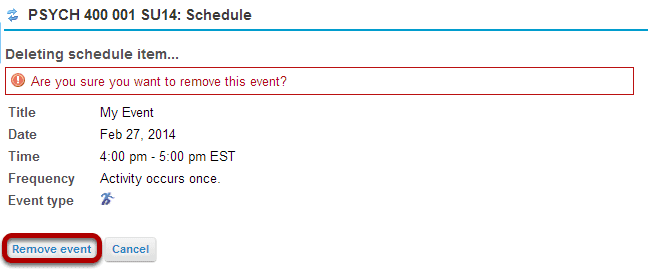 PSYCH 400 001 SU14: Schedule
Deleting schedule item...
Are you sure you want to remove this event?
Title My Event
Date Feb 27, 2014
Time 4:00 pm - 5:00 pm EST
Frequency Activity occurs once.
Event type
Remove event Cancel